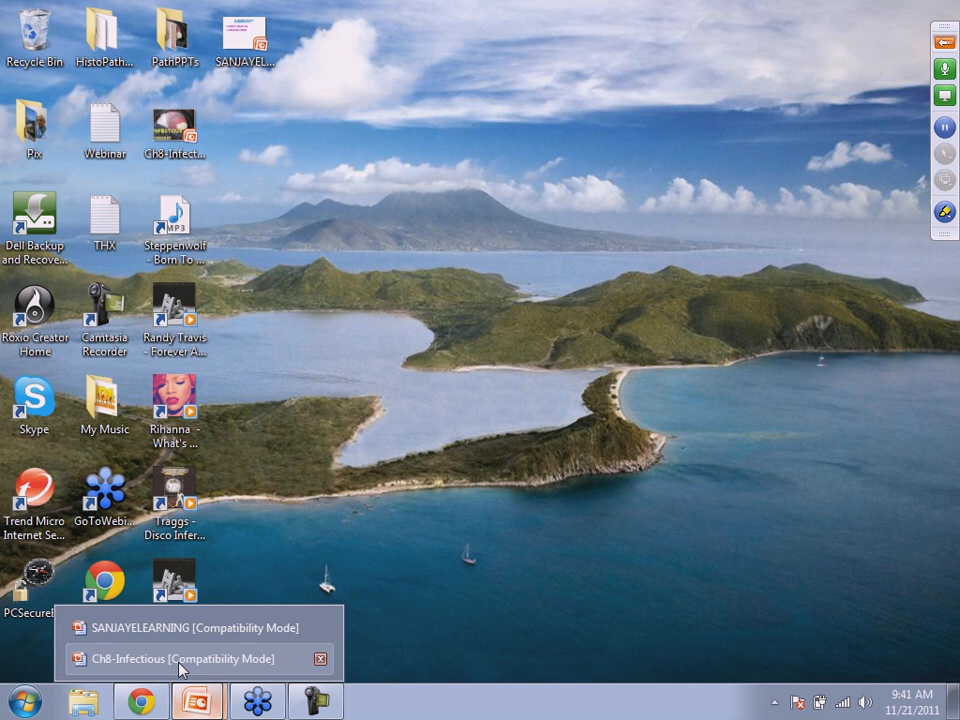 Recycle Bin
HistoPath...
PathPPTs
SANJAYEL...
Pix
Webinar
Ch8-Infect...
Dell Backup
and Recove...
THX
MP3
Steppenwolf
- Born To ...
Roxio Creator
Home
Camtasia
Recorder
Randy Travis
- Forever A...
Skype
My Music
Rihanna -
What's ...
Trend Micro
Internet Se...
GoToWebi...
Traggs -
Disco Infer...
SANJAYELEARNING [Compatibility Mode]
Ch8-Infectious [Compatibility Mode]
9:41 AM
11/21/2011